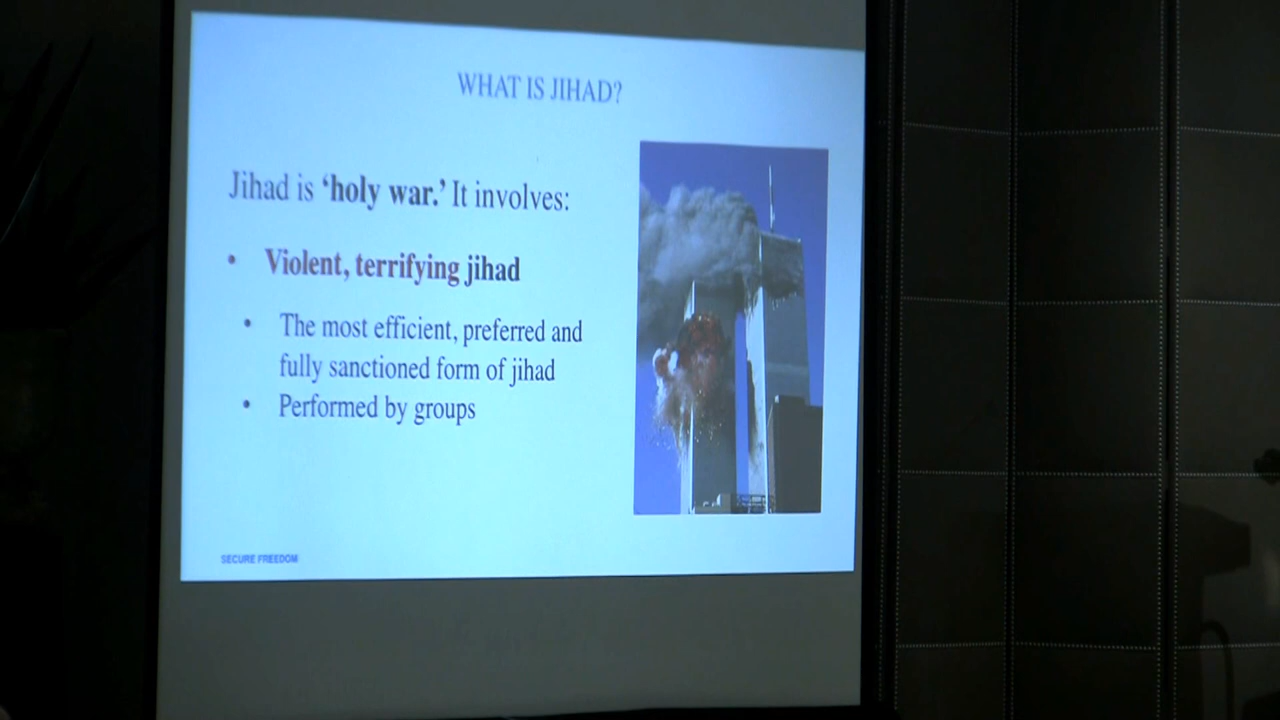 WHAT IS JIHAD?
Jihad is ‘holy war.’ It involves:
• Violent, terrifying jihad
• The most efficient, preferred and
fully sanctioned form of jihad
• Performed by groups
SECURE FREEDOM